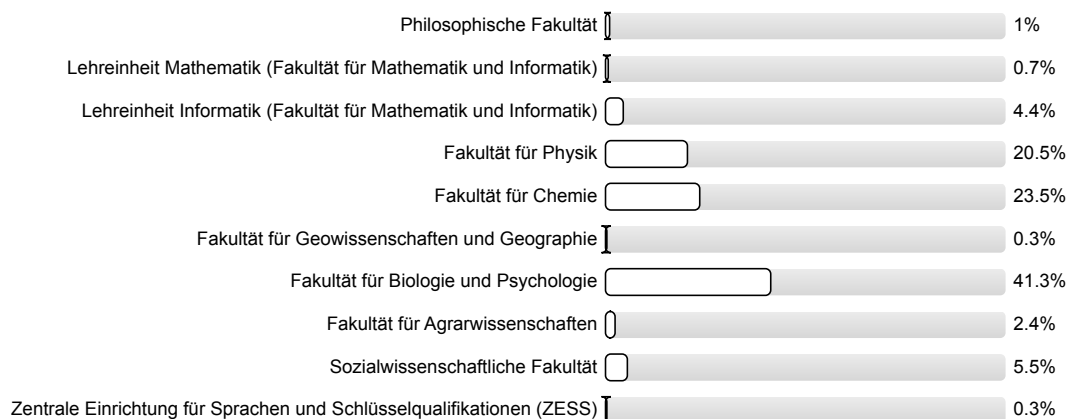 Philosophische Fakultät 1%
Lehreinheit Mathematik (Fakultät für Mathematik und Informatik) 0.7%
Lehreinheit Informatik (Fakultät für Mathematik und Informatik) 4.4%
Fakultät für Physik 20.5%
Fakultät für Chemie 23.5%
Fakultät für Geowissenschaften und Geographie 0.3%
Fakultät für Biologie und Psychologie 41.3%
Fakultät für Agrarwissenschaften 2.4%
Sozialwissenschaftliche Fakultät 5.5%
Zentrale Einrichtung für Sprachen und Schlüsselqualifikationen (ZESS) 0.3%